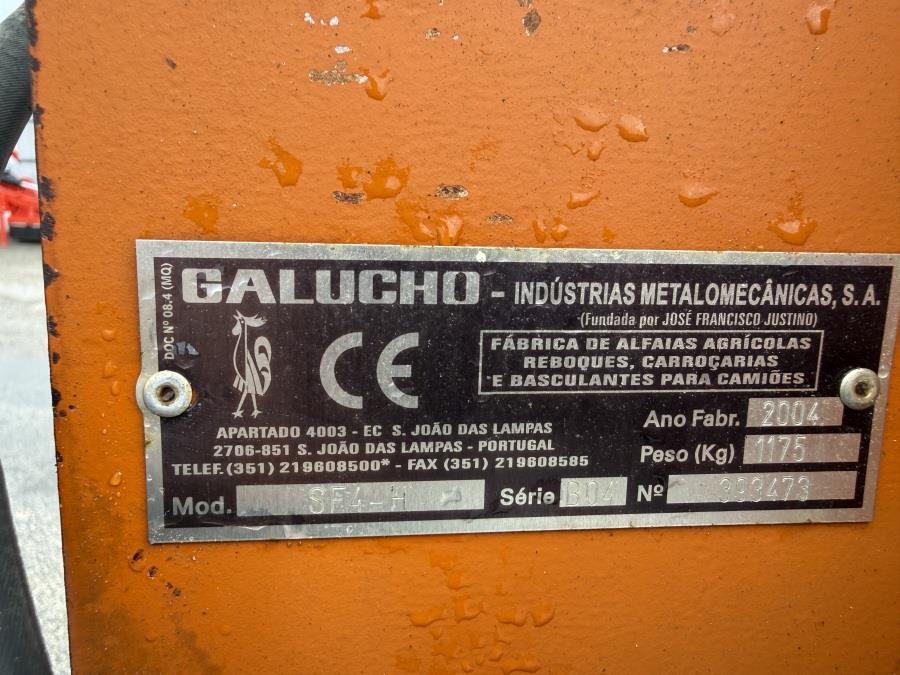 DOC Nº 08.4 (MQ)
GALUCHO - INDÚSTRIAS METALOMECÂNICAS, S. A.
(Fundada por JOSÉ FRANCISCO JUSTINO)
CE
FÁBRICA DE ALFAIAS AGRÍCOLAS
REBOQUES, CARROÇARIAS
E BASCULANTES PARA CAMIÕES
APARTADO 4003 - EC S. JOÃO DAS LAMPAS
2706-851 S. JOÃO DAS LAMPAS - PORTUGAL
TELEF. (351) 219608500* - FAX (351) 219608585
Ano Fabr. 2004
Peso (Kg) 1175
Mod. SF4-H Série B04 Nº 393473